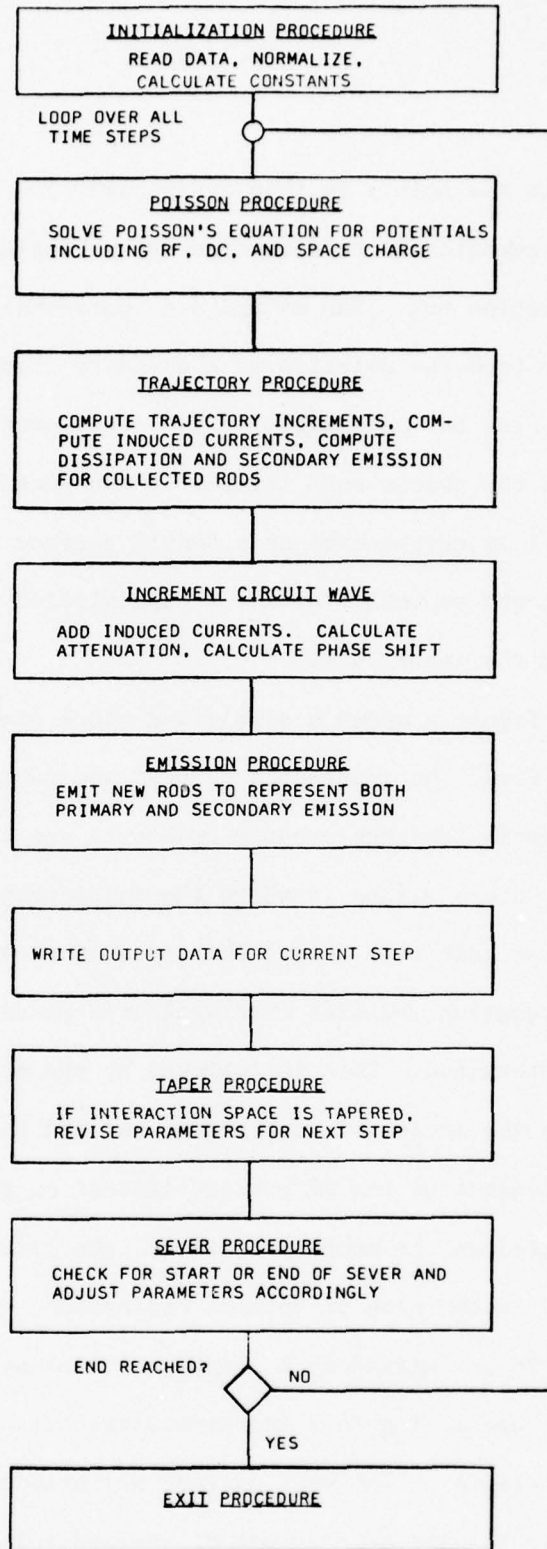 INITIALIZATION PROCEDURE
READ DATA, NORMALIZE,
CALCULATE CONSTANTS
LOOP OVER ALL
TIME STEPS
POISSON PROCEDURE
SOLVE POISSON'S EQUATION FOR POTENTIALS
INCLUDING RF, DC, AND SPACE CHARGE
TRAJECTORY PROCEDURE
COMPUTE TRAJECTORY INCREMENTS, COM-
PUTE INDUCED CURRENTS, COMPUTE
DISSIPATION AND SECONDARY EMISSION
FOR COLLECTED RODS
INCREMENT CIRCUIT WAVE
ADD INDUCED CURRENTS. CALCULATE
ATTENUATION, CALCULATE PHASE SHIFT
EMISSION PROCEDURE
EMIT NEW RODS TO REPRESENT BOTH
PRIMARY AND SECONDARY EMISSION
WRITE OUTPUT DATA FOR CURRENT STEP
TAPER PROCEDURE
IF INTERACTION SPACE IS TAPERED,
REVISE PARAMETERS FOR NEXT STEP
SEVER PROCEDURE
CHECK FOR START OR END OF SEVER AND
ADJUST PARAMETERS ACCORDINGLY
END REACHED?
NO
YES
EXIT PROCEDURE